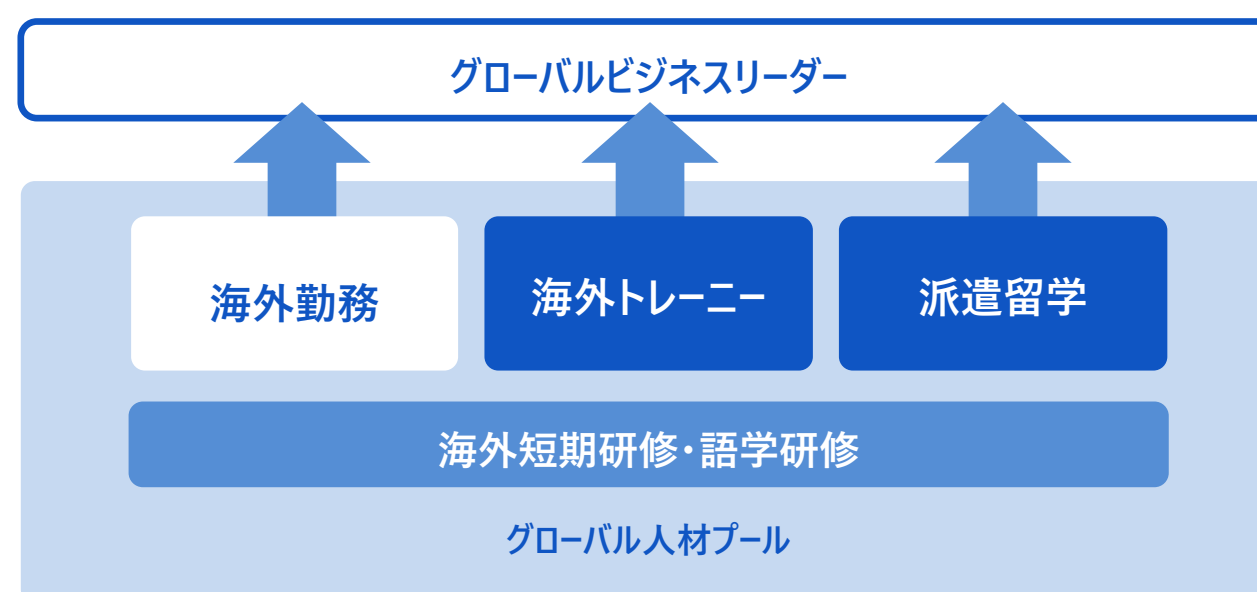 グローバルビジネスリーダー
海外勤務
海外トレーニー
派遣留学
海外短期研修・語学研修
グローバル人材プール